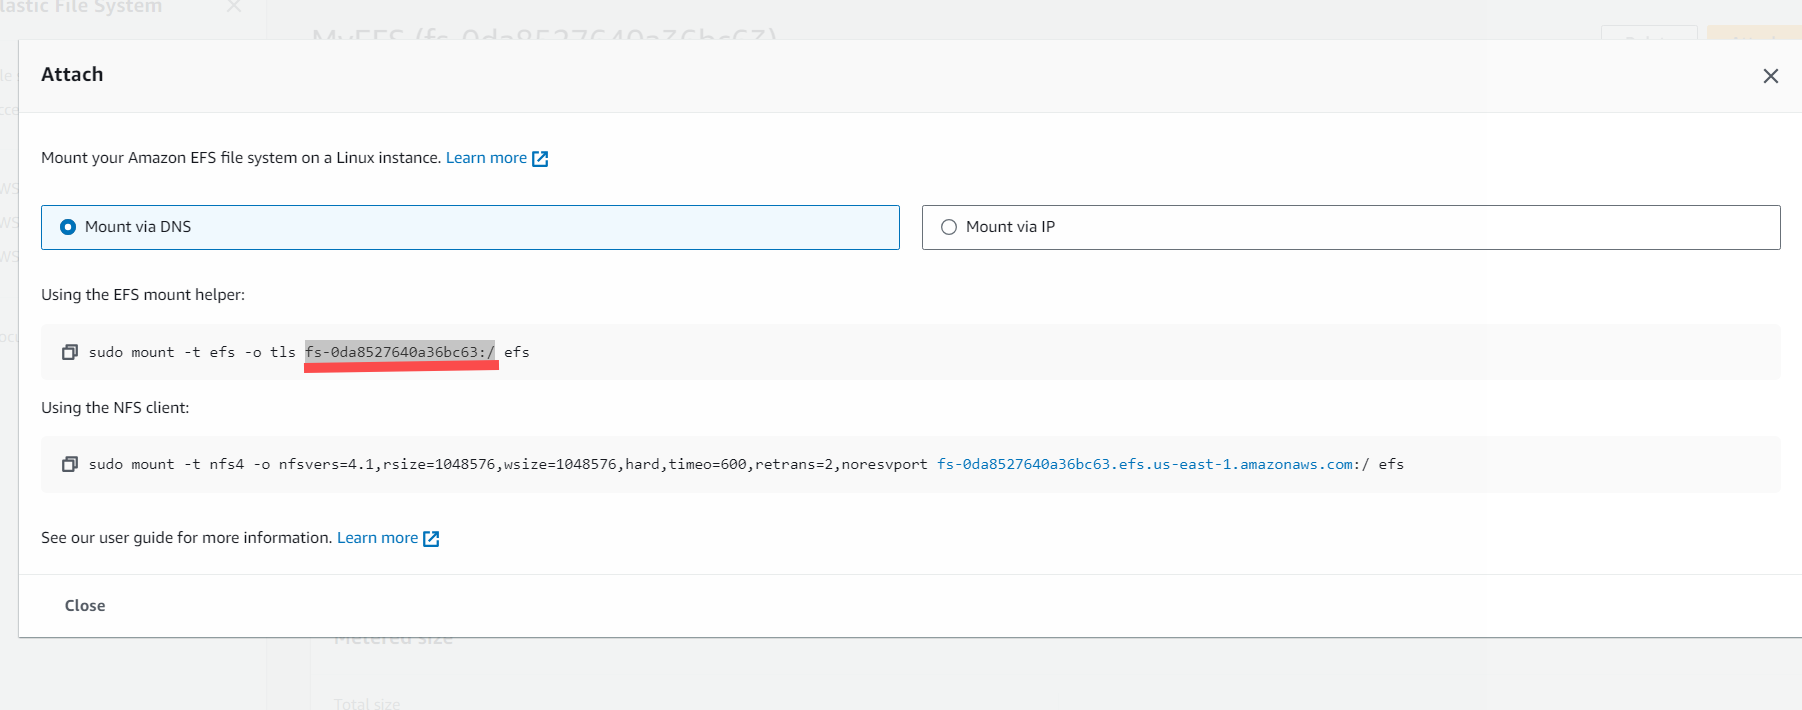 lastic File System
MyEFS (fs-0da8527640a36bc63)
Attach
Mount your Amazon EFS file system on a Linux instance. Learn more
Mount via DNS
Mount via IP
Using the EFS mount helper:
sudo mount -t efs -o tls fs-0da8527640a36bc63:/ efs
Using the NFS client:
sudo mount -t nfs4 -o nfsvers=4.1,rsize=1048576,wsize=1048576,hard,timeo=600,retrans=2,noresvport fs-0da8527640a36bc63.efs.us-east-1.amazonaws.com:/ efs
See our user guide for more information. Learn more
Close
Metered size
Total size